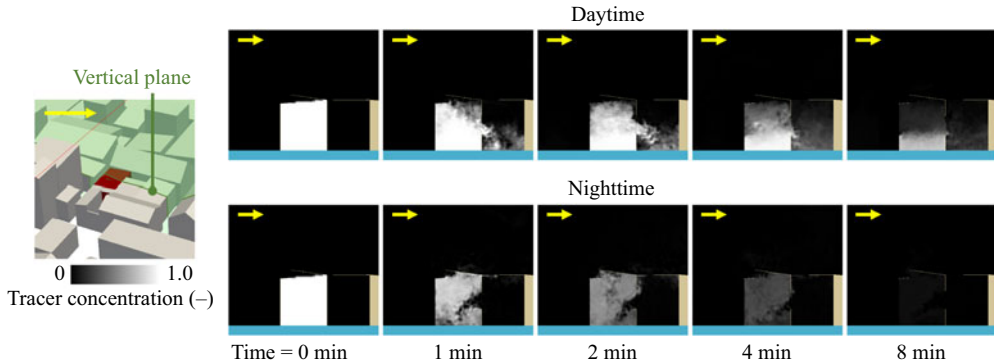 Daytime
Vertical plane
Nighttime
0 1.0
Tracer concentration (–)
Time = 0 min 1 min 2 min 4 min 8 min